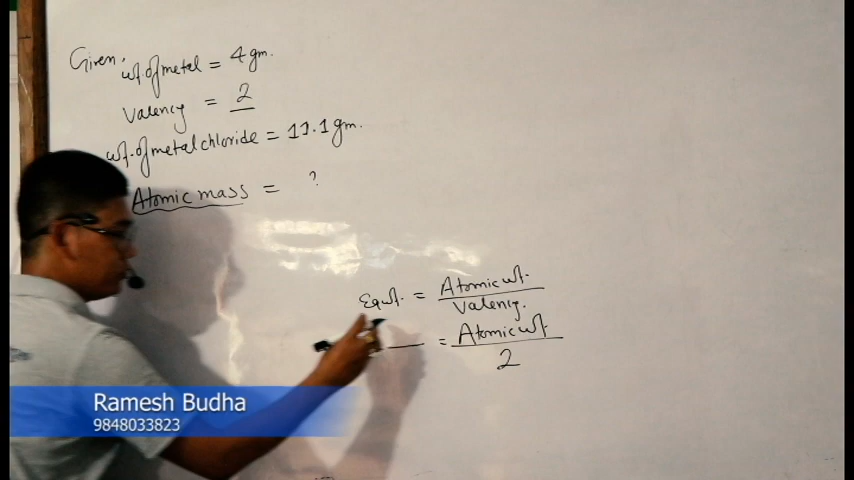 Given:
wt. of metal = 4 gm.
Valency = 2
wt. of metal chloride = 11.1 gm.
Atomic mass = ?
Eq wt. = Atomic wt. / Valency.
— = Atomic wt. / 2
Ramesh Budha
9848033823